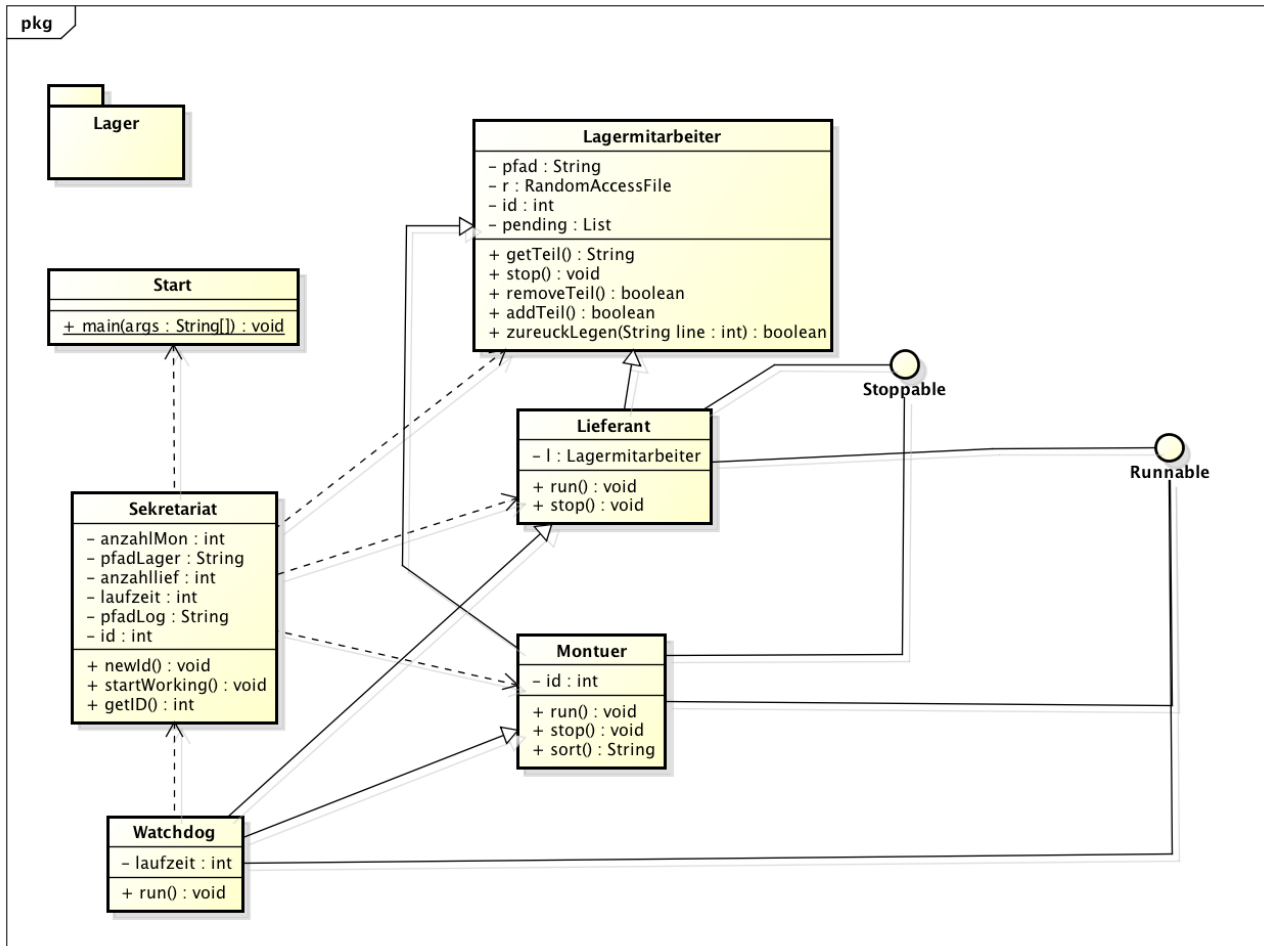 pkg
Lager
Lagermitarbeiter
- pfad : String
- r : RandomAccessFile
- id : int
- pending : List
+ getTeil() : String
+ stop() : void
+ removeTeil() : boolean
+ addTeil() : boolean
+ zureuckLegen(String line : int) : boolean
Start
+ main(args : String[]) : void
Stoppable
Lieferant
- l : Lagermitarbeiter
+ run() : void
+ stop() : void
Runnable
Sekretariat
- anzahlMon : int
- pfadLager : String
- anzahllief : int
- laufzeit : int
- pfadLog : String
- id : int
+ newId() : void
+ startWorking() : void
+ getID() : int
Montuer
- id : int
+ run() : void
+ stop() : void
+ sort() : String
Watchdog
- laufzeit : int
+ run() : void